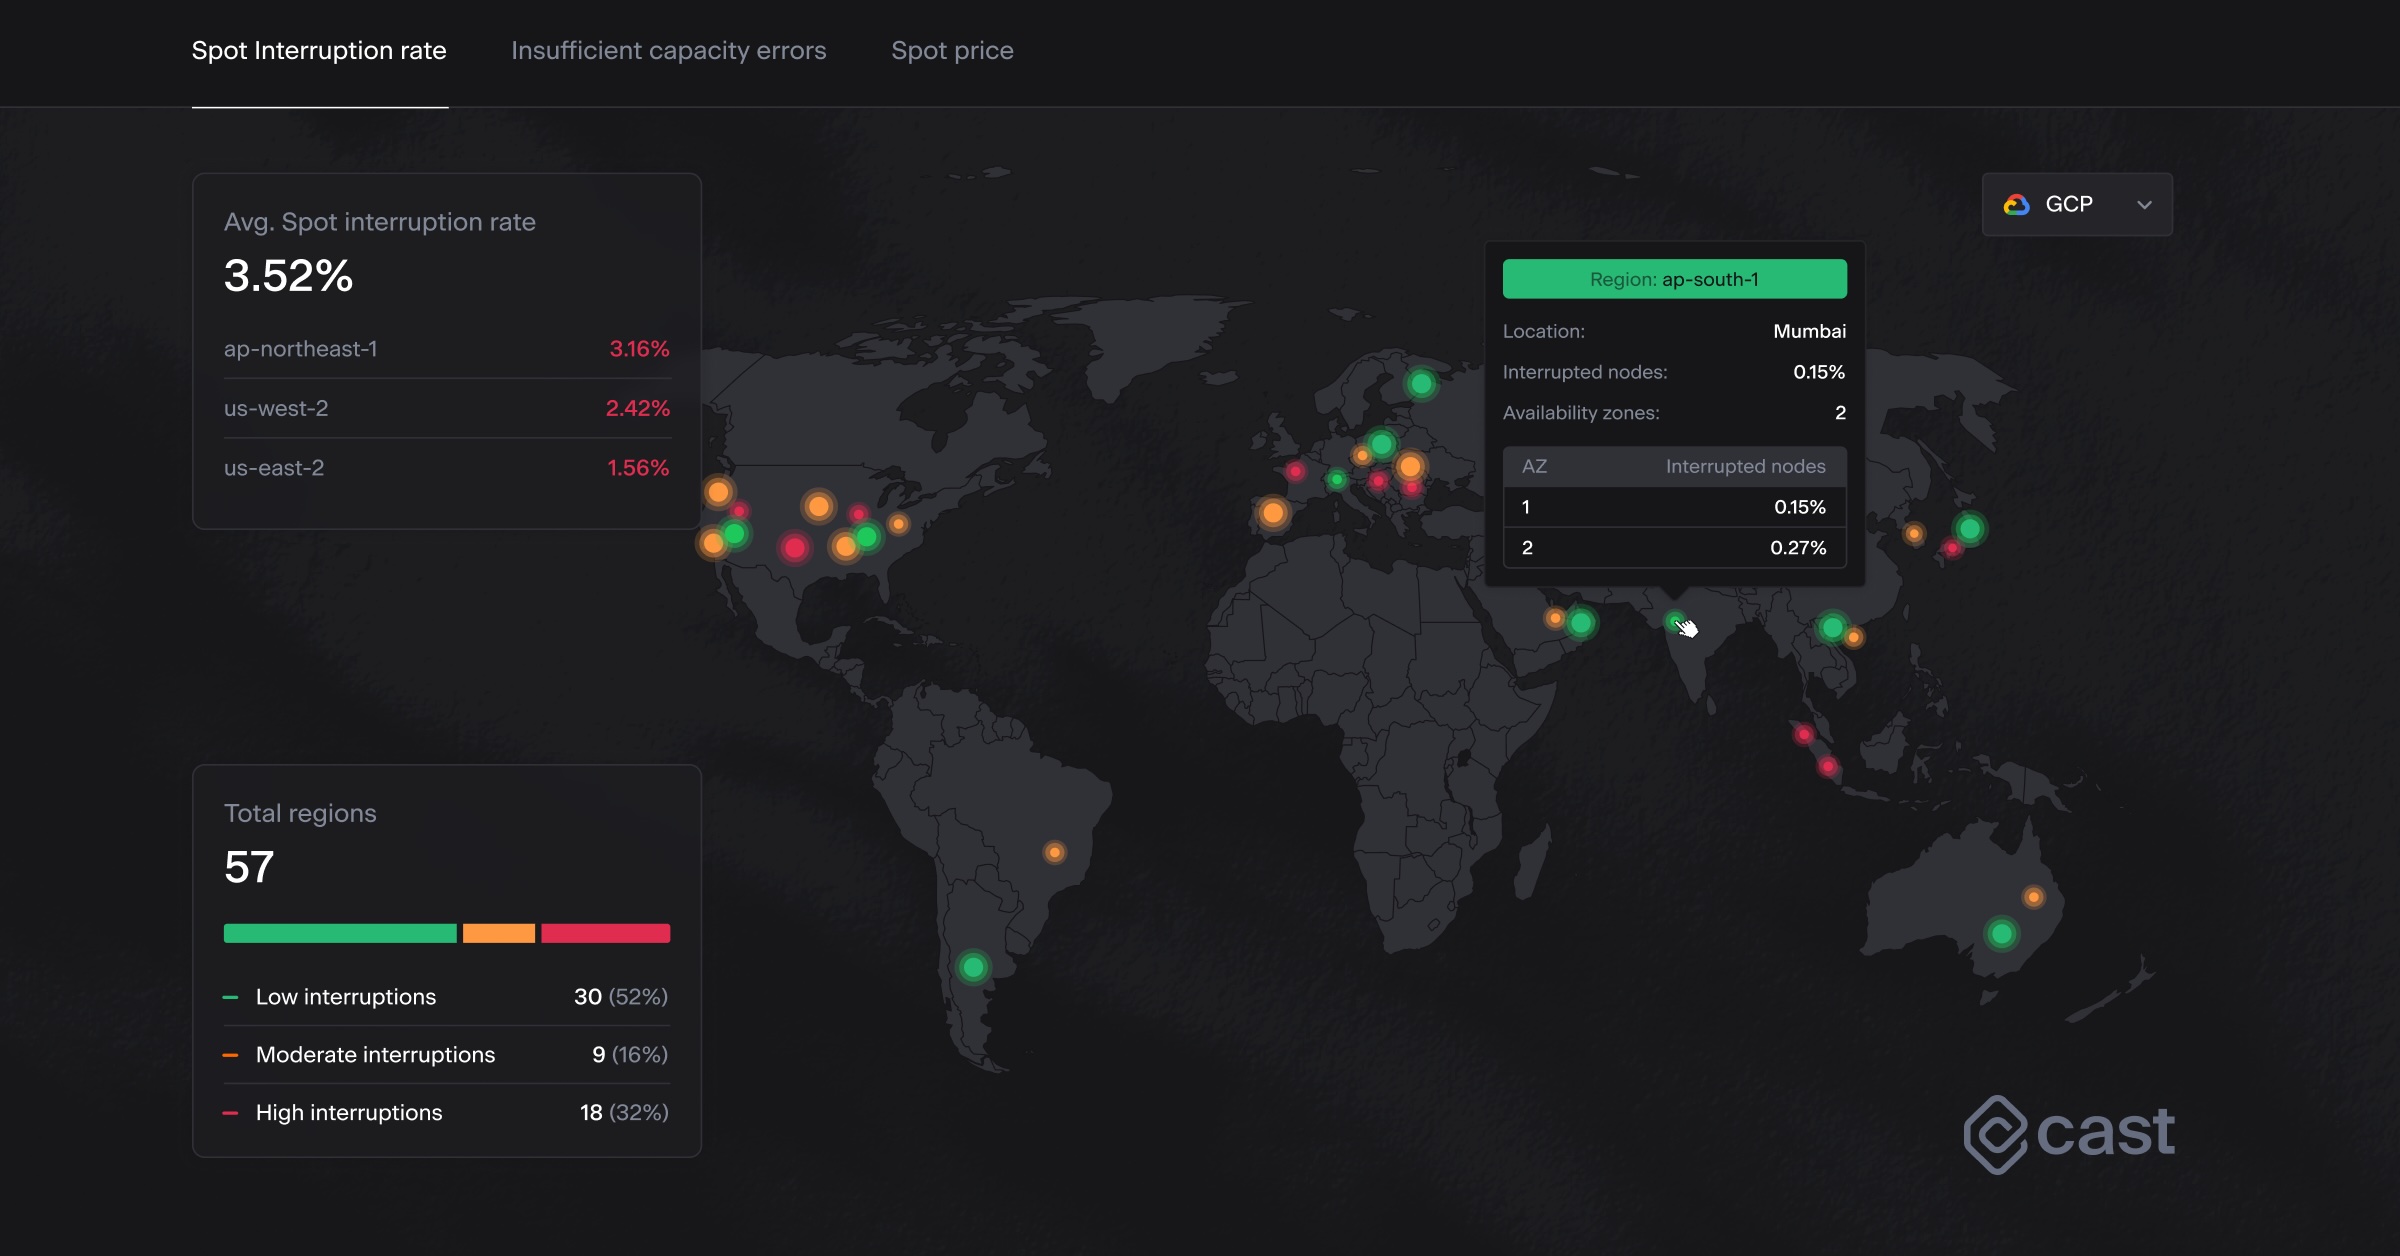 Spot Interruption rate Insufficient capacity errors Spot price
Avg. Spot interruption rate
3.52%
ap-northeast-1 3.16%
us-west-2 2.42%
us-east-2 1.56%
GCP
Region: ap-south-1
Location: Mumbai
Interrupted nodes: 0.15%
Availability zones: 2
AZ Interrupted nodes
1 0.15%
2 0.27%
Total regions
57
Low interruptions 30 (52%)
Moderate interruptions 9 (16%)
High interruptions 18 (32%)
cast